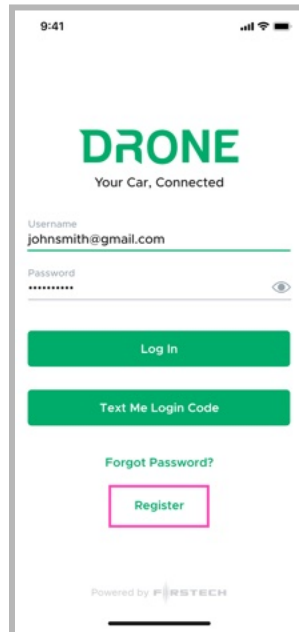 9:41
DRONE
Your Car, Connected
Username
johnsmith@gmail.com
Password
••••••••••
Log In
Text Me Login Code
Forgot Password?
Register
Powered by FIRSTECH